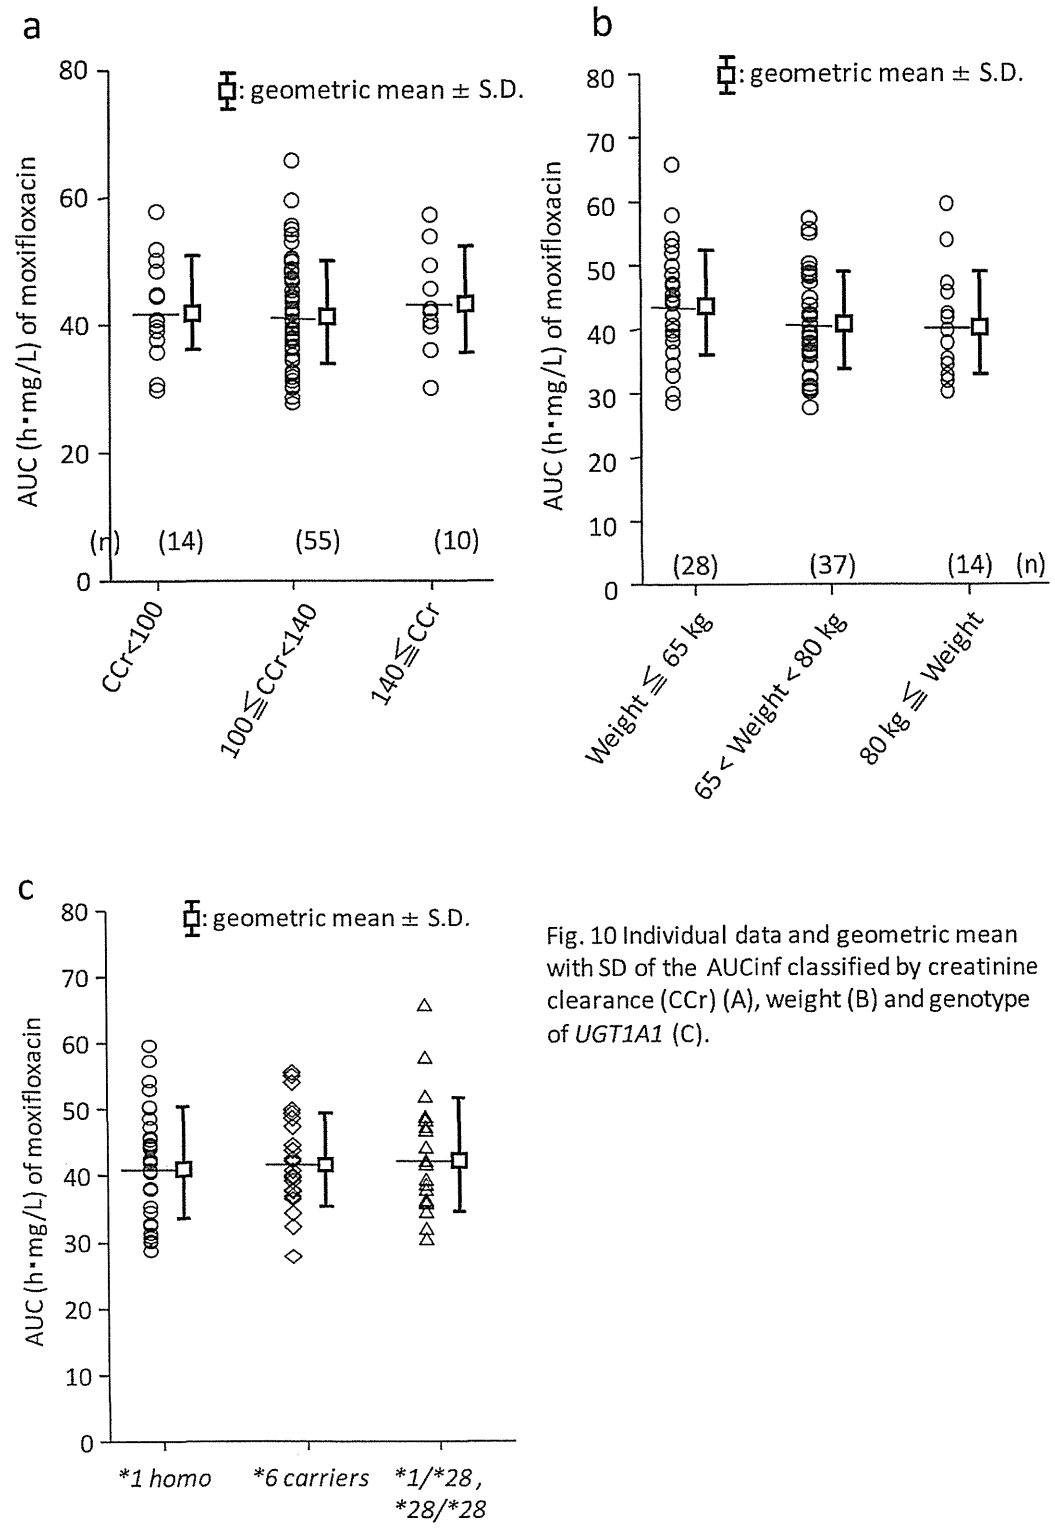 a
80
60
40
20
0
AUC (h▪mg/L) of moxifloxacin
: geometric mean ± S.D.
(n) (14) (55) (10)
CCr<100
100≦CCr<140
140≦CCr
b
80
70
60
50
40
30
20
10
0
AUC (h▪mg/L) of moxifloxacin
: geometric mean ± S.D.
(28) (37) (14) (n)
Weight ≦ 65 kg
65 < Weight < 80 kg
80 kg ≦ Weight
c
80
70
60
50
40
30
20
10
0
AUC (h▪mg/L) of moxifloxacin
: geometric mean ± S.D.
*1 homo
*6 carriers
*1/*28,
*28/*28
Fig. 10 Individual data and geometric mean
with SD of the AUCinf classified by creatinine
clearance (CCr) (A), weight (B) and genotype
of UGT1A1 (C).